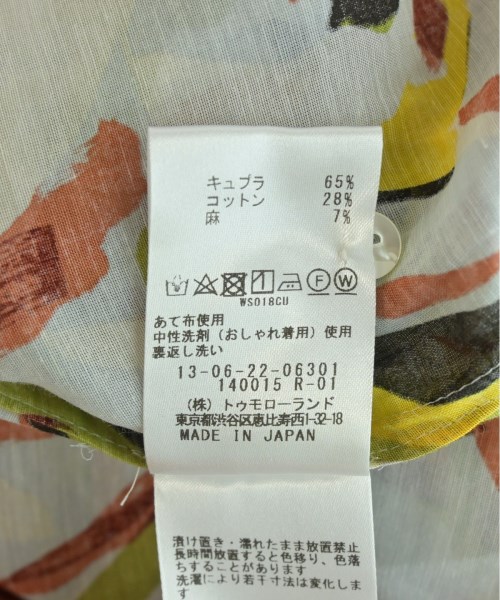 キュプラ 65%
コットン 28%
麻 7%
F W
WS018CU
あて布使用
中性洗剤(おしゃれ着用)使用
裏返し洗い
13-06-22-06301
140015 R-01
(株)トゥモローランド
東京都渋谷区恵比寿西1-32-18
MADE IN JAPAN
漬け置き・濡れたまま放置禁止
長時間放置すると色移り、色落
ちすることがあります
洗濯により若干寸法は変化しま
す